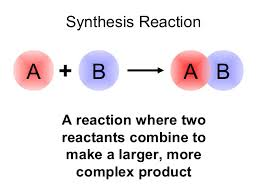 Synthesis Reaction
A + B → A B
A reaction where two
reactants combine to
make a larger, more
complex product